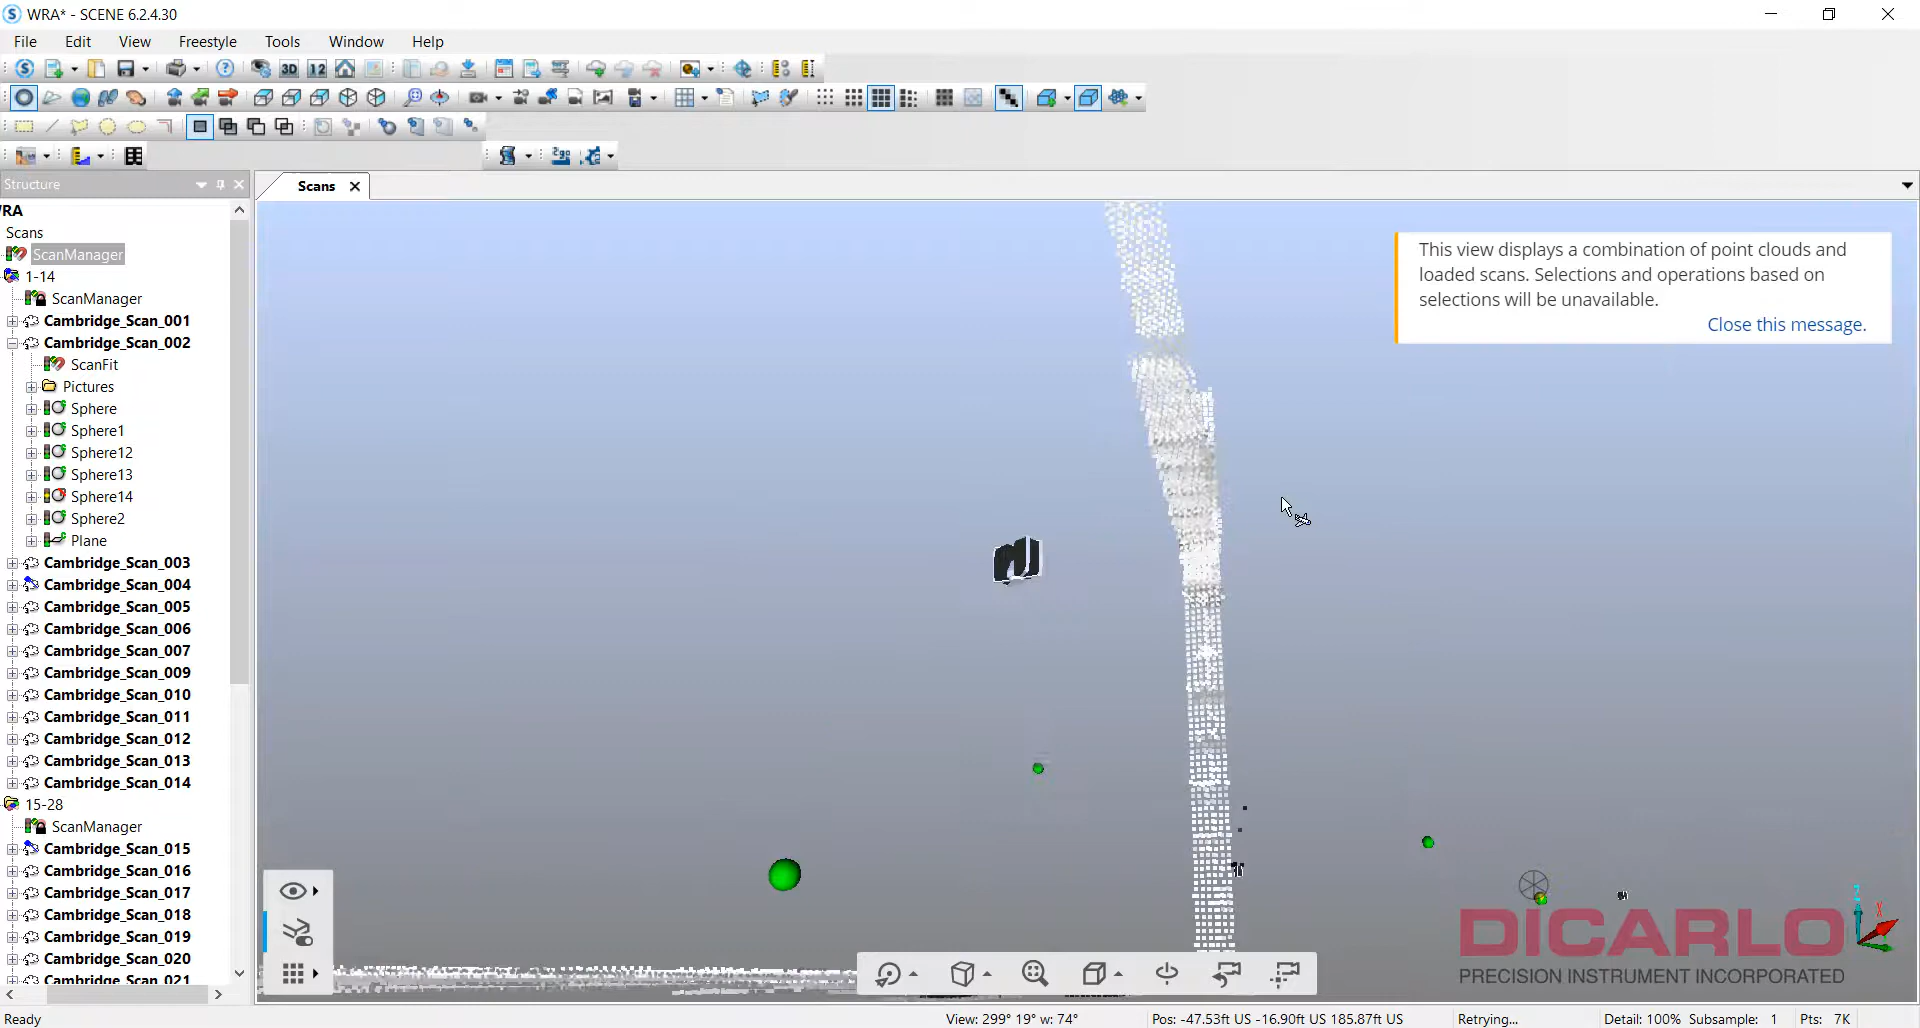 WRA* - SCENE 6.2.4.30
File Edit View Freestyle Tools Window Help
3D 12
2go
Structure
Scans
/RA
Scans
ScanManager
1-14
ScanManager
Cambridge_Scan_001
Cambridge_Scan_002
ScanFit
Pictures
Sphere
Sphere1
Sphere12
Sphere13
Sphere14
Sphere2
Plane
Cambridge_Scan_003
Cambridge_Scan_004
Cambridge_Scan_005
Cambridge_Scan_006
Cambridge_Scan_007
Cambridge_Scan_009
Cambridge_Scan_010
Cambridge_Scan_011
Cambridge_Scan_012
Cambridge_Scan_013
Cambridge_Scan_014
15-28
ScanManager
Cambridge_Scan_015
Cambridge_Scan_016
Cambridge_Scan_017
Cambridge_Scan_018
Cambridge_Scan_019
Cambridge_Scan_020
Cambridge_Scan_021
This view displays a combination of point clouds and
loaded scans. Selections and operations based on
selections will be unavailable.
Close this message.
X
DICARLO
PRECISION INSTRUMENT INCORPORATED
Ready View: 299° 19° w: 74° Pos: -47.53ft US -16.90ft US 185.87ft US Retrying... Detail: 100% Subsample: 1 Pts: 7K